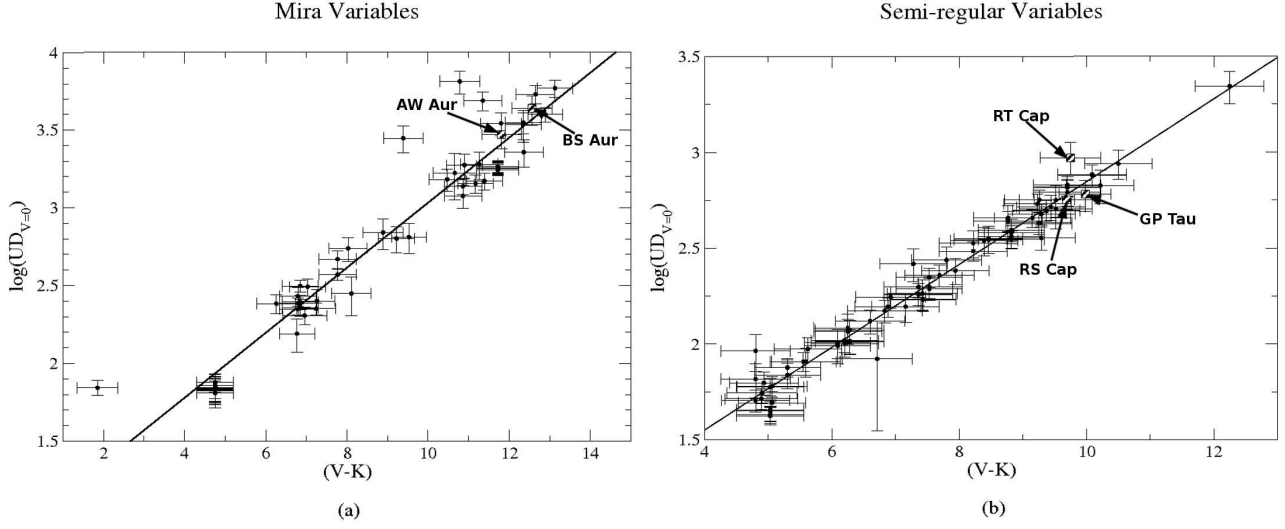 Mira Variables
4
3.5
3
2.5
2
1.5
log(UD_{V=0})
AW Aur
BS Aur
2 4 6 8 10 12 14
(V-K)
(a)
Semi-regular Variables
3.5
3
2.5
2
1.5
log(UD_{V=0})
RT Cap
GP Tau
RS Cap
4 6 8 10 12
(V-K)
(b)